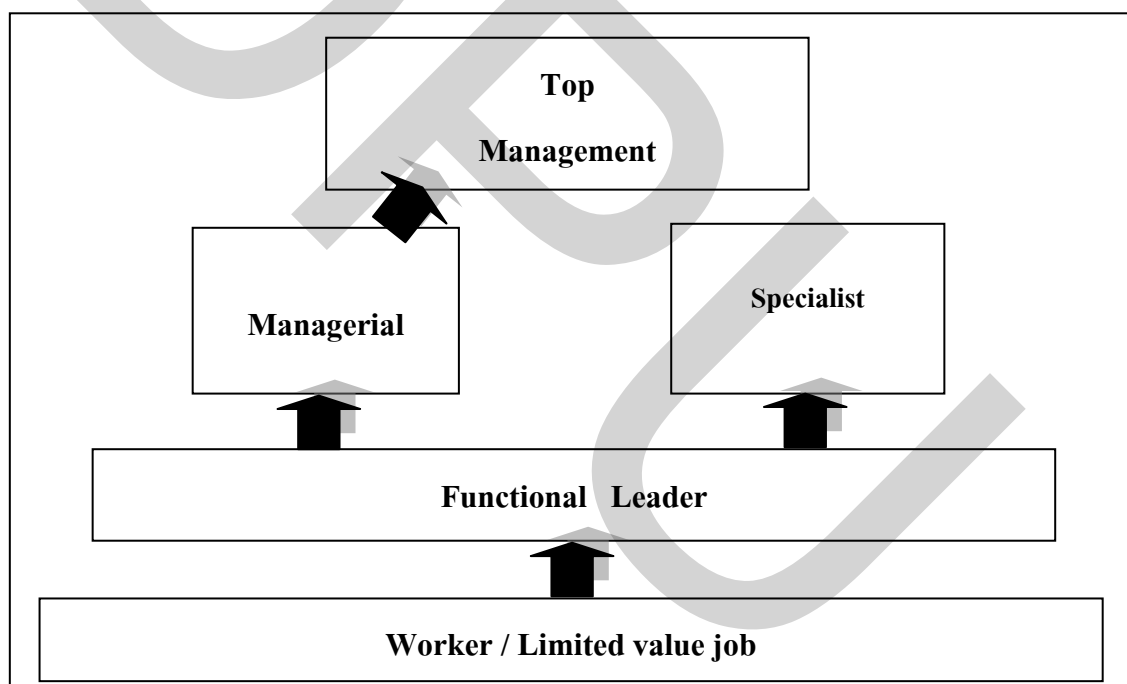 Top
Management
Managerial
Specialist
Functional Leader
Worker / Limited value job